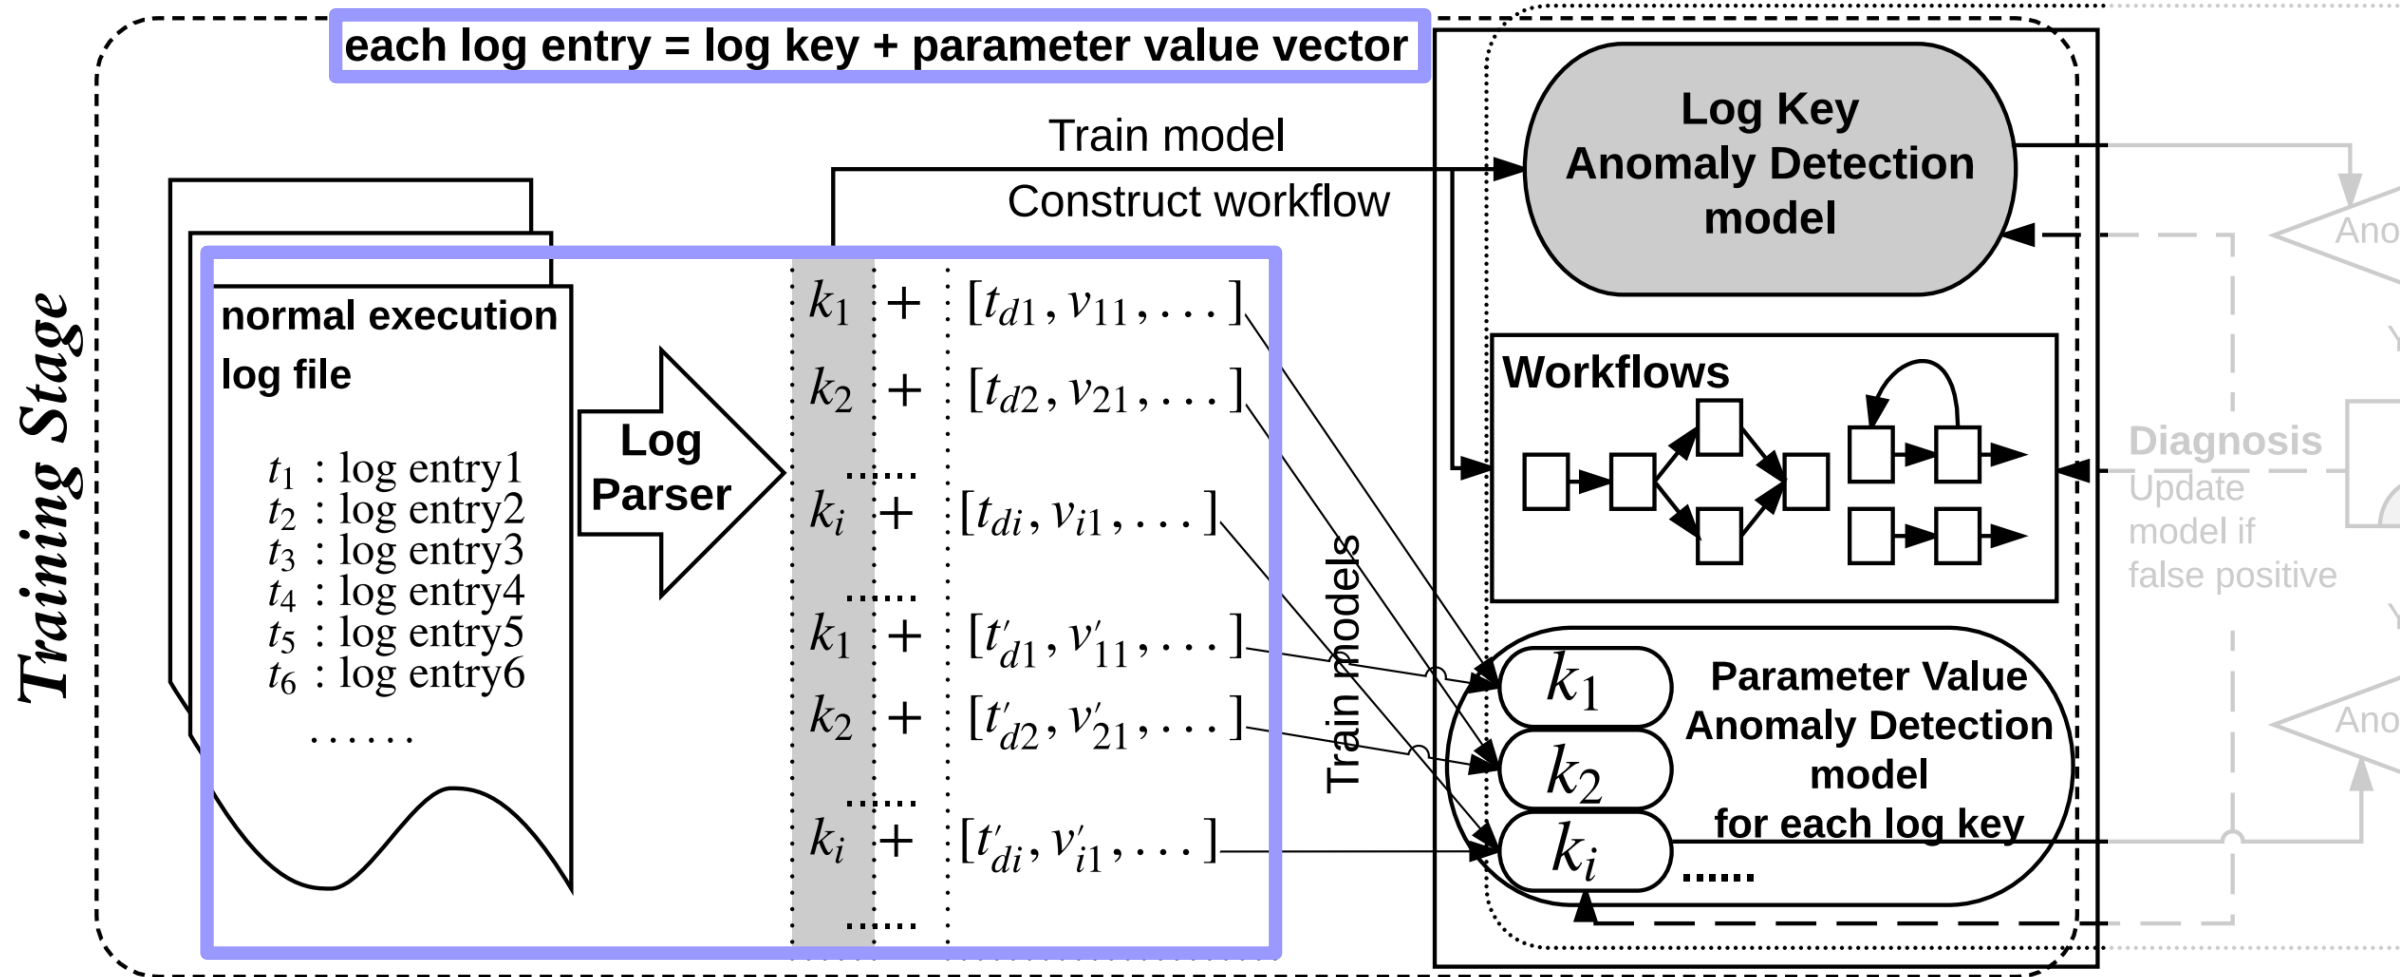 each log entry = log key + parameter value vector
Training Stage
normal execution
log file
t1 : log entry1
t2 : log entry2
t3 : log entry3
t4 : log entry4
t5 : log entry5
t6 : log entry6
......
Log
Parser
k1 + [td1, v11, ...]
k2 + [td2, v21, ...]
......
ki + [tdi, vi1, ...]
......
k1 + [t'd1, v'11, ...]
k2 + [t'd2, v'21, ...]
......
ki + [t'di, v'i1, ...]
......
Train model
Construct workflow
Train models
Log Key
Anomaly Detection
model
Workflows
k1
k2
ki
......
Parameter Value
Anomaly Detection
model
for each log key
Diagnosis
Update
model if
false positive